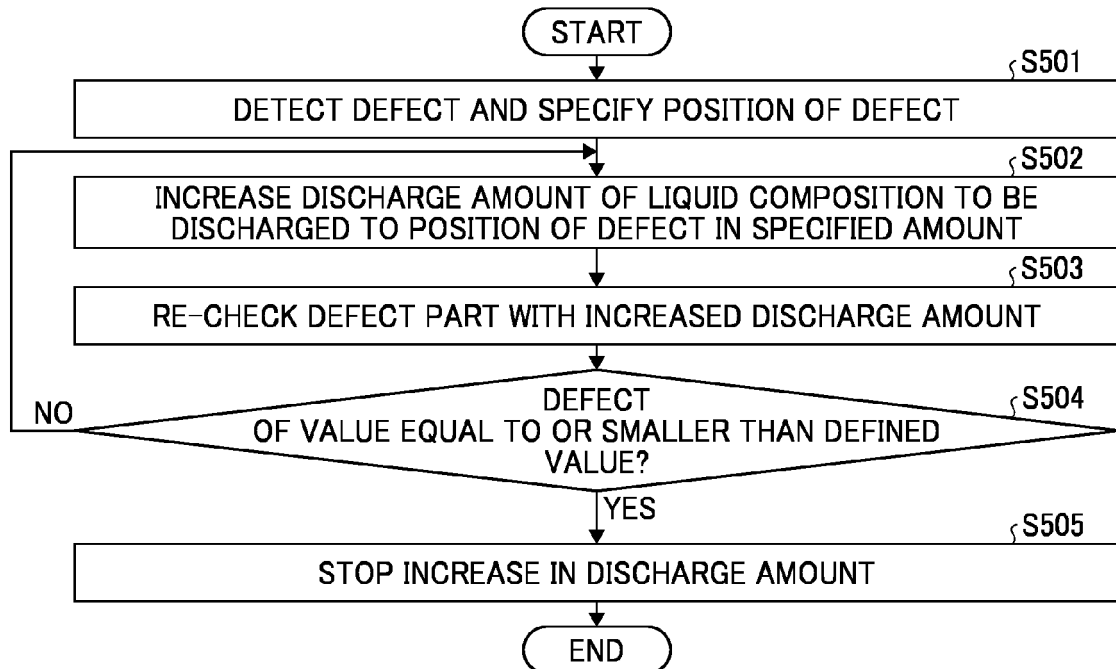 START
S501
DETECT DEFECT AND SPECIFY POSITION OF DEFECT
S502
INCREASE DISCHARGE AMOUNT OF LIQUID COMPOSITION TO BE
DISCHARGED TO POSITION OF DEFECT IN SPECIFIED AMOUNT
S503
RE-CHECK DEFECT PART WITH INCREASED DISCHARGE AMOUNT
S504
NO
DEFECT
OF VALUE EQUAL TO OR SMALLER THAN DEFINED
VALUE?
YES
S505
STOP INCREASE IN DISCHARGE AMOUNT
END